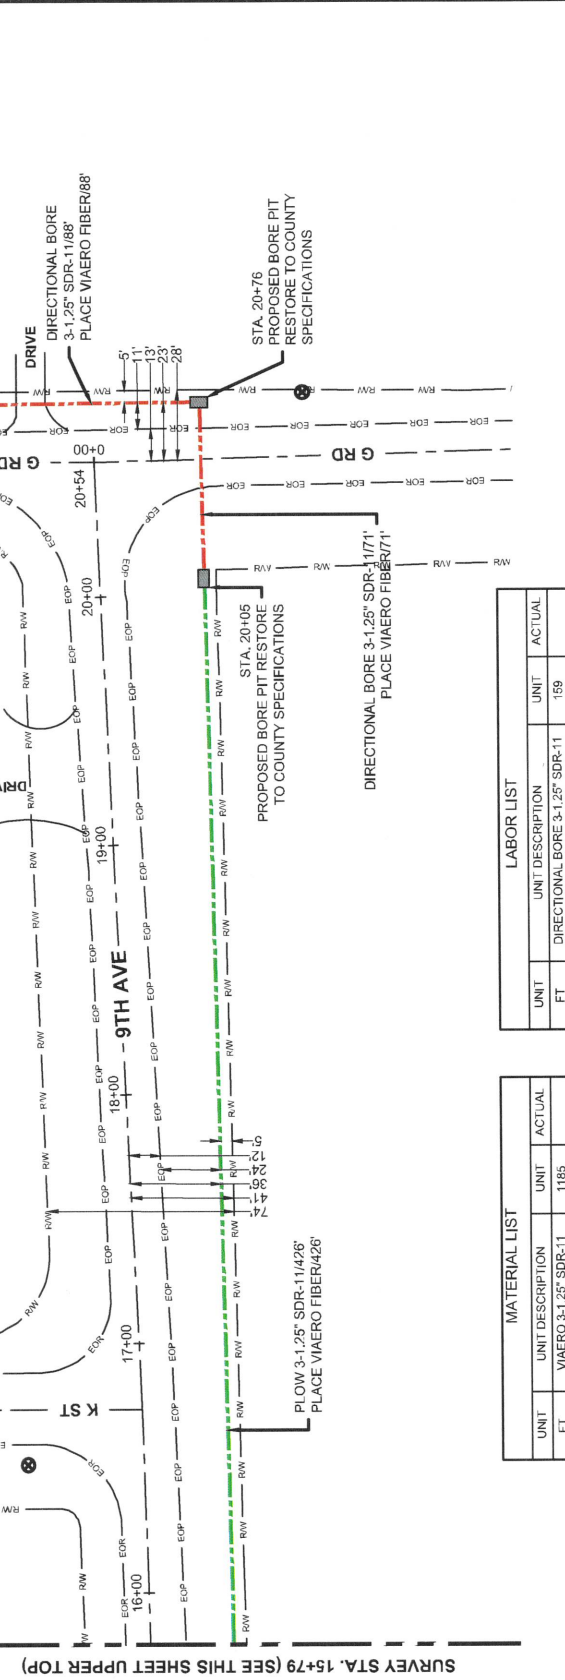 DRIVE
DIRECTIONAL BORE
3-1.25" SDR-11/88'
PLACE VIAERO FIBER/88'
STA. 20+76
PROPOSED BORE PIT
RESTORE TO COUNTY
SPECIFICATIONS
5'
11'
13'
23'
28'
R/W
EOR
G RD
G RD
00+0
20+54
20+00
19+00
18+00
17+00
16+00
EOP
9TH AVE
K ST
STA. 20+05
PROPOSED BORE PIT RESTORE
TO COUNTY SPECIFICATIONS
DIRECTIONAL BORE 3-1.25" SDR-11/71'
PLACE VIAERO FIBER/71'
5'
12'
24'
36'
41'
74'
PLOW 3-1.25" SDR-11/426'
PLACE VIAERO FIBER/426'
SURVEY STA. 15+79 (SEE THIS SHEET UPPER TOP)
MATERIAL LIST
UNIT UNIT DESCRIPTION UNIT ACTUAL
FT VIAERO 3-1.25" SDR-11 1185
LABOR LIST
UNIT UNIT DESCRIPTION UNIT ACTUAL
FT DIRECTIONAL BORE 3-1.25" SDR-11 159